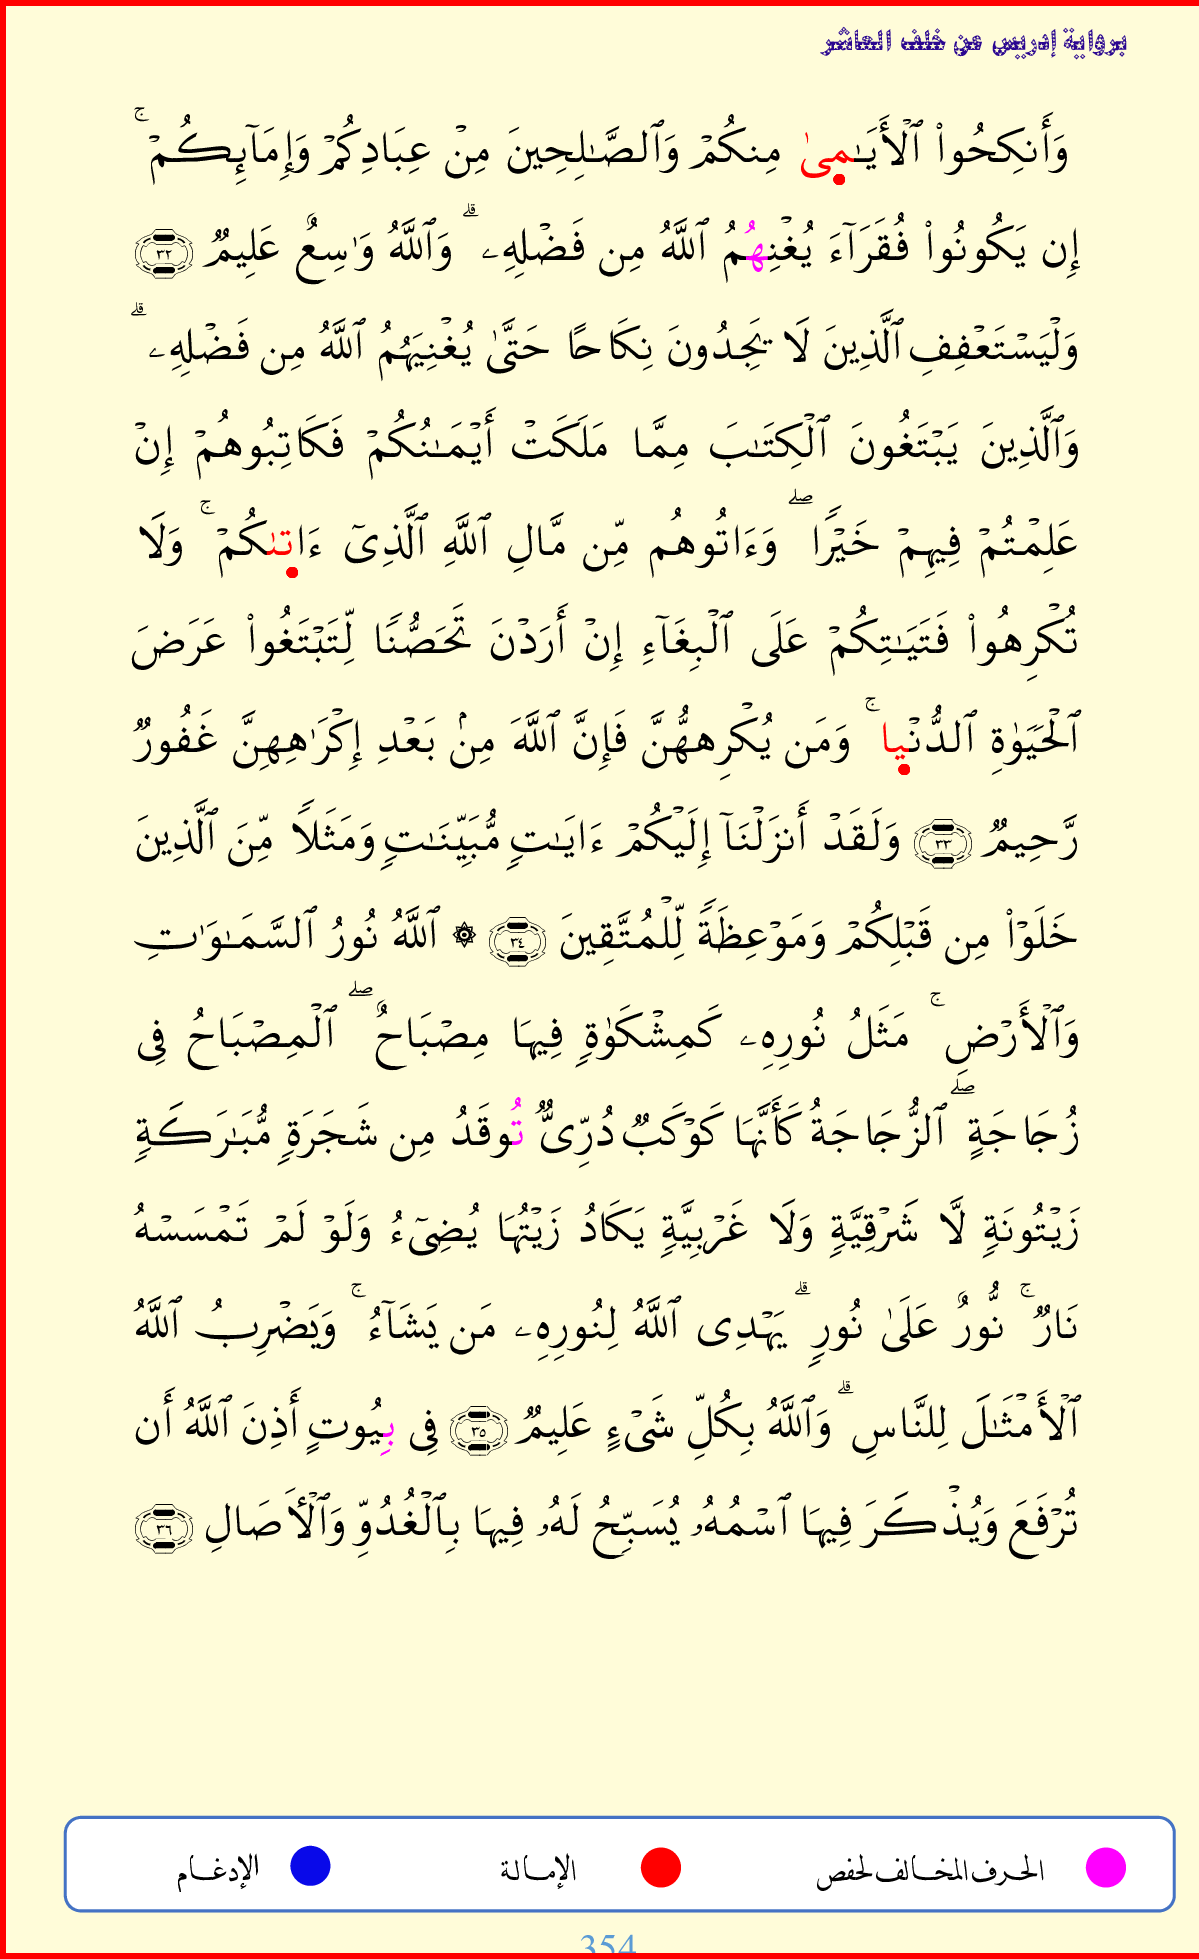 برواية إدريس عن خلف العاشر
وَأَنكِحُوا۟ ٱلْأَيَـٰمِىٰ مِنكُمْ وَٱلصَّـٰلِحِينَ مِنْ عِبَادِكُمْ وَإِمَآئِكُمْ ۚ
إِن يَكُونُوا۟ فُقَرَآءَ يُغْنِهُمُ ٱللَّهُ مِن فَضْلِهِۦ ۗ وَٱللَّهُ وَٰسِعٌ عَلِيمٌ ٣٢
وَلْيَسْتَعْفِفِ ٱلَّذِينَ لَا يَجِدُونَ نِكَاحًا حَتَّىٰ يُغْنِيَهُمُ ٱللَّهُ مِن فَضْلِهِۦ ۗ
وَٱلَّذِينَ يَبْتَغُونَ ٱلْكِتَـٰبَ مِمَّا مَلَكَتْ أَيْمَـٰنُكُمْ فَكَاتِبُوهُمْ إِنْ
عَلِمْتُمْ فِيهِمْ خَيْرًا ۖ وَءَاتُوهُم مِّن مَّالِ ٱللَّهِ ٱلَّذِىٓ ءَاتىٰكُمْ ۚ وَلَا
تُكْرِهُوا۟ فَتَيَـٰتِكُمْ عَلَى ٱلْبِغَآءِ إِنْ أَرَدْنَ تَحَصُّنًا لِّتَبْتَغُوا۟ عَرَضَ
ٱلْحَيَوٰةِ ٱلدُّنْيا ۚ وَمَن يُكْرِههُّنَّ فَإِنَّ ٱللَّهَ مِنۢ بَعْدِ إِكْرَٰهِهِنَّ غَفُورٌ
رَّحِيمٌ ٣٣ وَلَقَدْ أَنزَلْنَآ إِلَيْكُمْ ءَايَـٰتٍ مُّبَيِّنَـٰتٍ وَمَثَلًا مِّنَ ٱلَّذِينَ
خَلَوْا۟ مِن قَبْلِكُمْ وَمَوْعِظَةً لِّلْمُتَّقِينَ ٣٤ ۞ ٱللَّهُ نُورُ ٱلسَّمَـٰوَٰتِ
وَٱلْأَرْضِ ۚ مَثَلُ نُورِهِۦ كَمِشْكَوٰةٍ فِيهَا مِصْبَاحٌ ۖ ٱلْمِصْبَاحُ فِى
زُجَاجَةٍ ۖ ٱلزُّجَاجَةُ كَأَنَّهَا كَوْكَبٌ دُرِّىٌّ تُوقَدُ مِن شَجَرَةٍ مُّبَـٰرَكَةٍ
زَيْتُونَةٍ لَّا شَرْقِيَّةٍ وَلَا غَرْبِيَّةٍ يَكَادُ زَيْتُهَا يُضِىٓءُ وَلَوْ لَمْ تَمْسَسْهُ
نَارٌ ۚ نُّورٌ عَلَىٰ نُورٍ ۗ يَهْدِى ٱللَّهُ لِنُورِهِۦ مَن يَشَآءُ ۚ وَيَضْرِبُ ٱللَّهُ
ٱلْأَمْثَـٰلَ لِلنَّاسِ ۗ وَٱللَّهُ بِكُلِّ شَىْءٍ عَلِيمٌ ٣٥ فِى بِيُوتٍ أَذِنَ ٱللَّهُ أَن
تُرْفَعَ وَيُذْكَرَ فِيهَا ٱسْمُهُۥ يُسَبِّحُ لَهُۥ فِيهَا بِٱلْغُدُوِّ وَٱلْـَٔاصَالِ ٣٦
الحرف المخالف لحفص الإمالة الإدغام
354